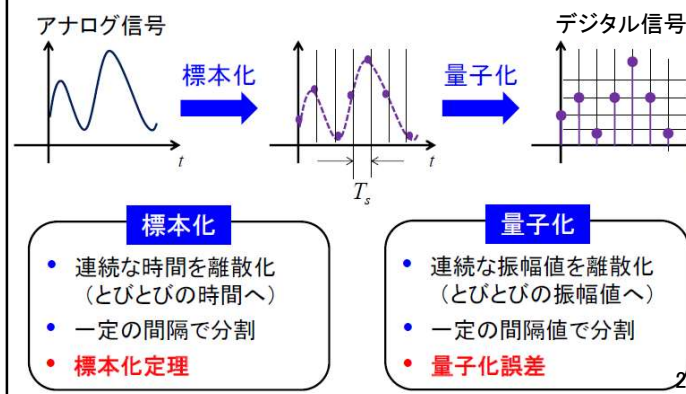 アナログ信号
デジタル信号
標本化
量子化
t
t
Ts
標本化
• 連続な時間を離散化
（とびとびの時間へ）
• 一定の間隔で分割
• 標本化定理
量子化
• 連続な振幅値を離散化
（とびとびの振幅値へ）
• 一定の間隔値で分割
• 量子化誤差
2